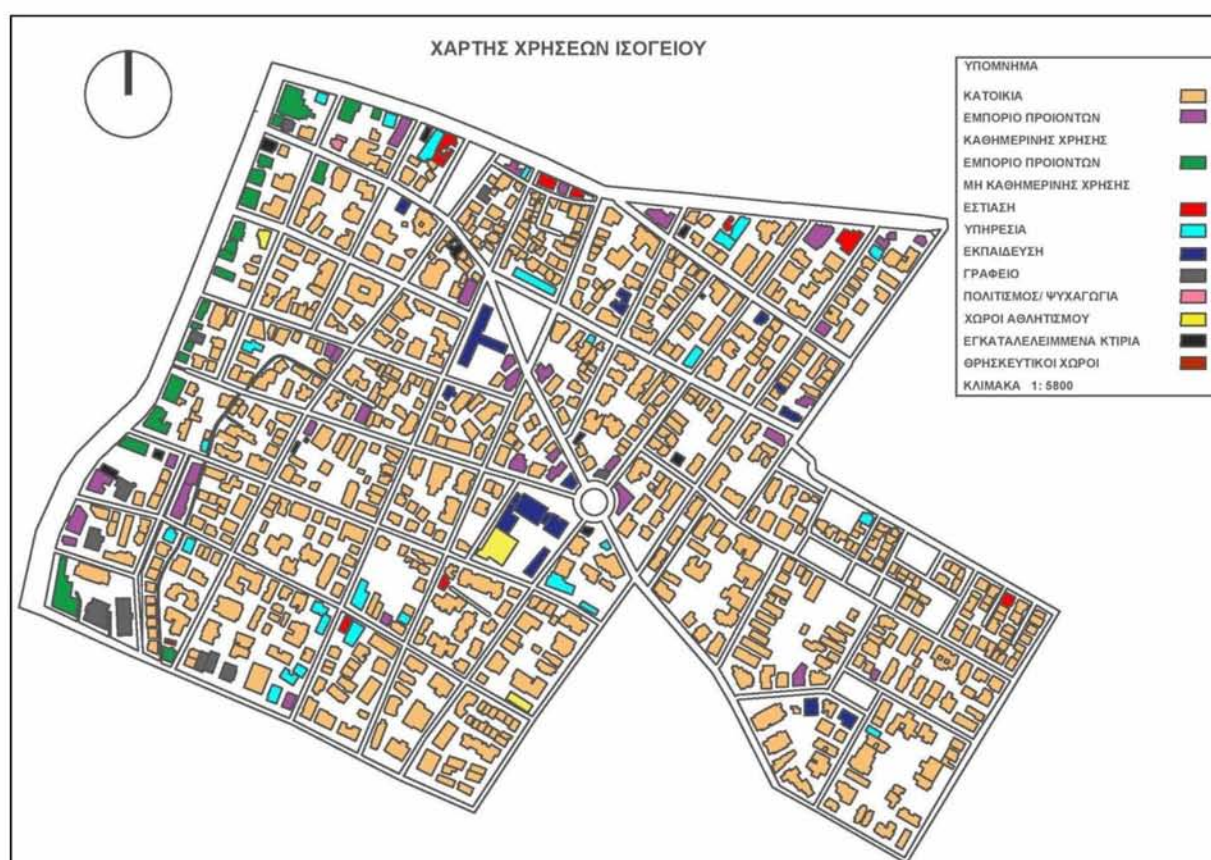 ΧΑΡΤΗΣ ΧΡΗΣΕΩΝ ΙΣΟΓΕΙΟΥ
ΥΠΟΜΝΗΜΑ
ΚΑΤΟΙΚΙΑ
ΕΜΠΟΡΙΟ ΠΡΟΙΟΝΤΩΝ
ΚΑΘΗΜΕΡΙΝΗΣ ΧΡΗΣΗΣ
ΕΜΠΟΡΙΟ ΠΡΟΙΟΝΤΩΝ
ΜΗ ΚΑΘΗΜΕΡΙΝΗΣ ΧΡΗΣΗΣ
ΕΣΤΙΑΣΗ
ΥΠΗΡΕΣΙΑ
ΕΚΠΑΙΔΕΥΣΗ
ΓΡΑΦΕΙΟ
ΠΟΛΙΤΙΣΜΟΣ/ ΨΥΧΑΓΩΓΙΑ
ΧΩΡΟΙ ΑΘΛΗΤΙΣΜΟΥ
ΕΓΚΑΤΑΛΕΛΕΙΜΜΕΝΑ ΚΤΙΡΙΑ
ΘΡΗΣΚΕΥΤΙΚΟΙ ΧΩΡΟΙ
ΚΛΙΜΑΚΑ 1: 5800